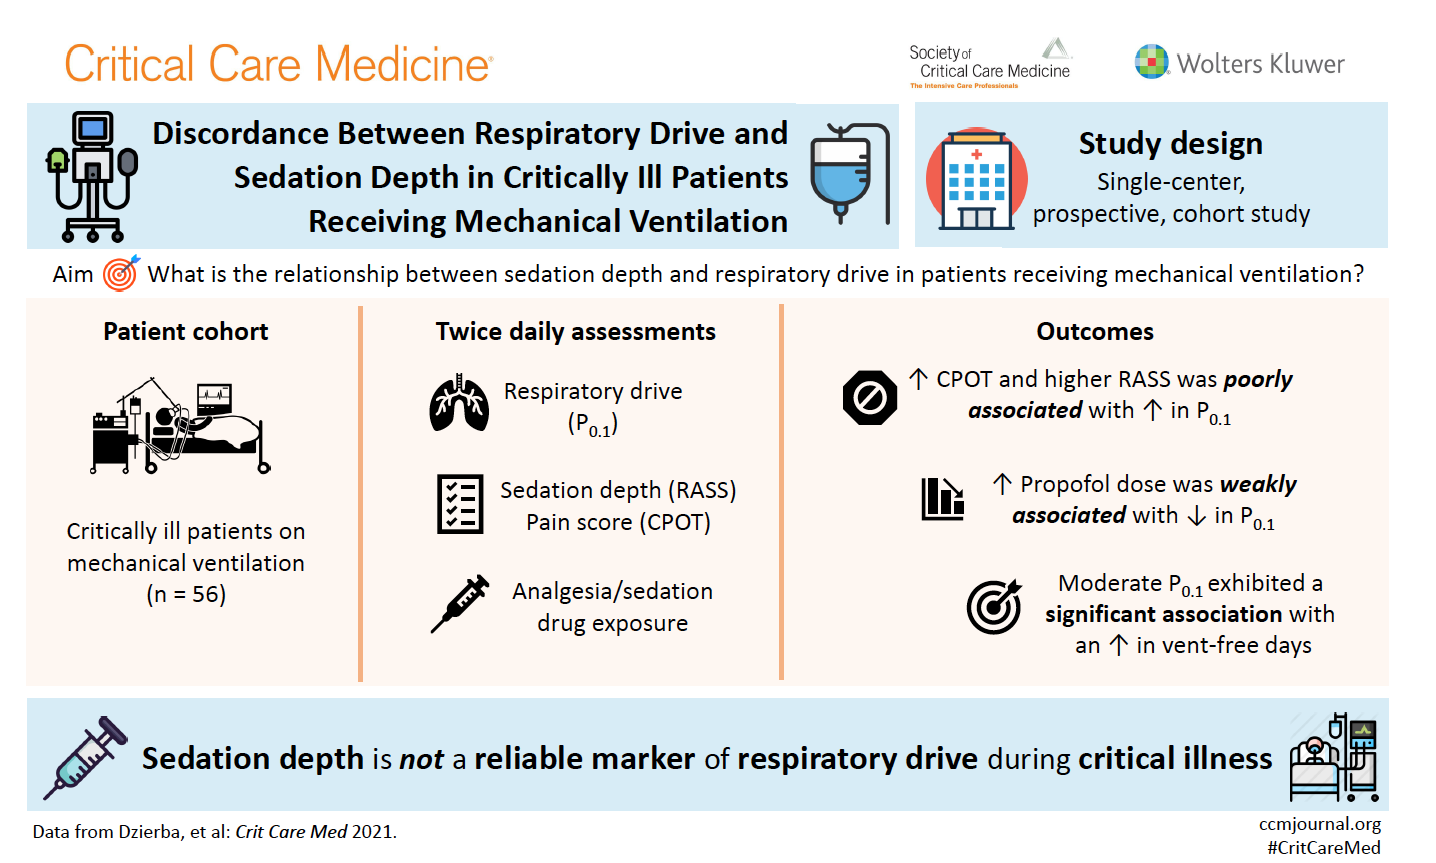 Critical Care Medicine
Society of
Critical Care Medicine
The Intensive Care Professionals
Wolters Kluwer
Discordance Between Respiratory Drive and
Sedation Depth in Critically Ill Patients
Receiving Mechanical Ventilation
Study design
Single-center,
prospective, cohort study
Aim What is the relationship between sedation depth and respiratory drive in patients receiving mechanical ventilation?
Patient cohort
Critically ill patients on
mechanical ventilation
(n = 56)
Twice daily assessments
Respiratory drive
(P0.1)
Sedation depth (RASS)
Pain score (CPOT)
Analgesia/sedation
drug exposure
Outcomes
↑ CPOT and higher RASS was poorly
associated with ↑ in P0.1
↑ Propofol dose was weakly
associated with ↓ in P0.1
Moderate P0.1 exhibited a
significant association with
an ↑ in vent-free days
Sedation depth is not a reliable marker of respiratory drive during critical illness
Data from Dzierba, et al: Crit Care Med 2021.
ccmjournal.org
#CritCareMed